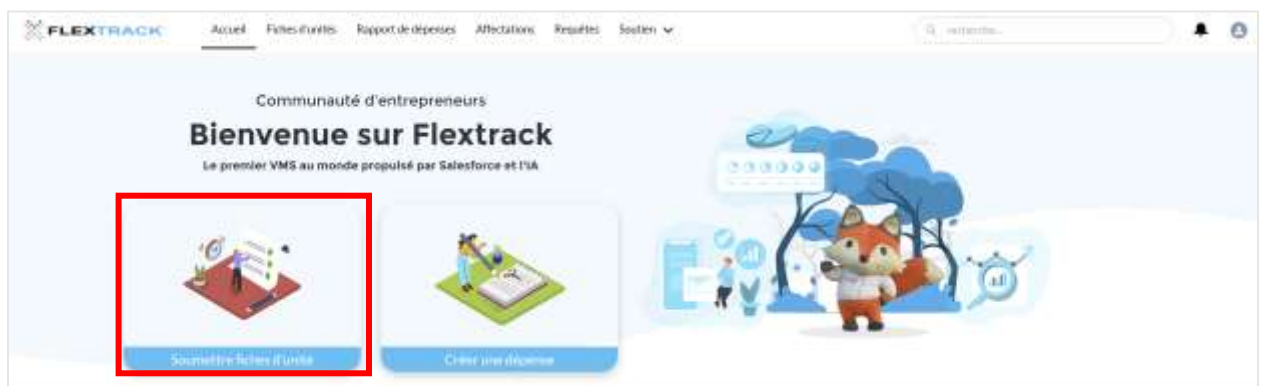 FLEXTRACK
Accueil Fiches d'unités Rapport de dépenses Affectations Requêtes Soutien
recherche...
Communauté d'entrepreneurs
Bienvenue sur Flextrack
Le premier VMS au monde propulsé par Salesforce et l'IA
Soumettre fiches d'unité Créer une dépense